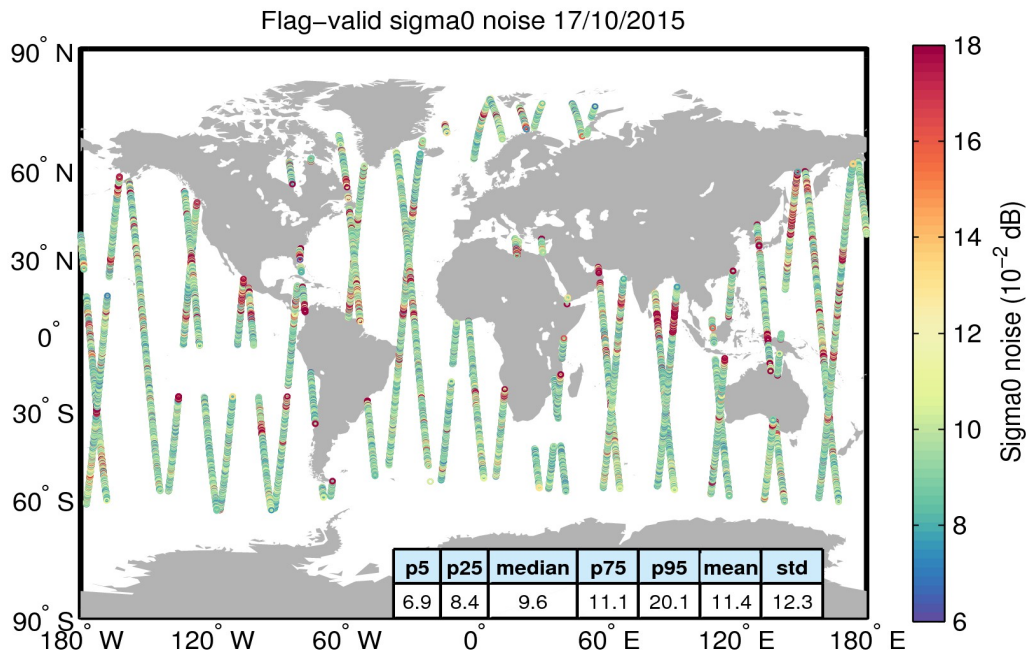 Flag−valid sigma0 noise 17/10/2015
90° N
60° N
30° N
0°
30° S
60° S
90° S
180° W
120° W
60° W
0°
60° E
120° E
180° E
18
16
14
12
10
8
6
Sigma0 noise (10⁻² dB)
p5 p25 median p75 p95 mean std
6.9 8.4 9.6 11.1 20.1 11.4 12.3